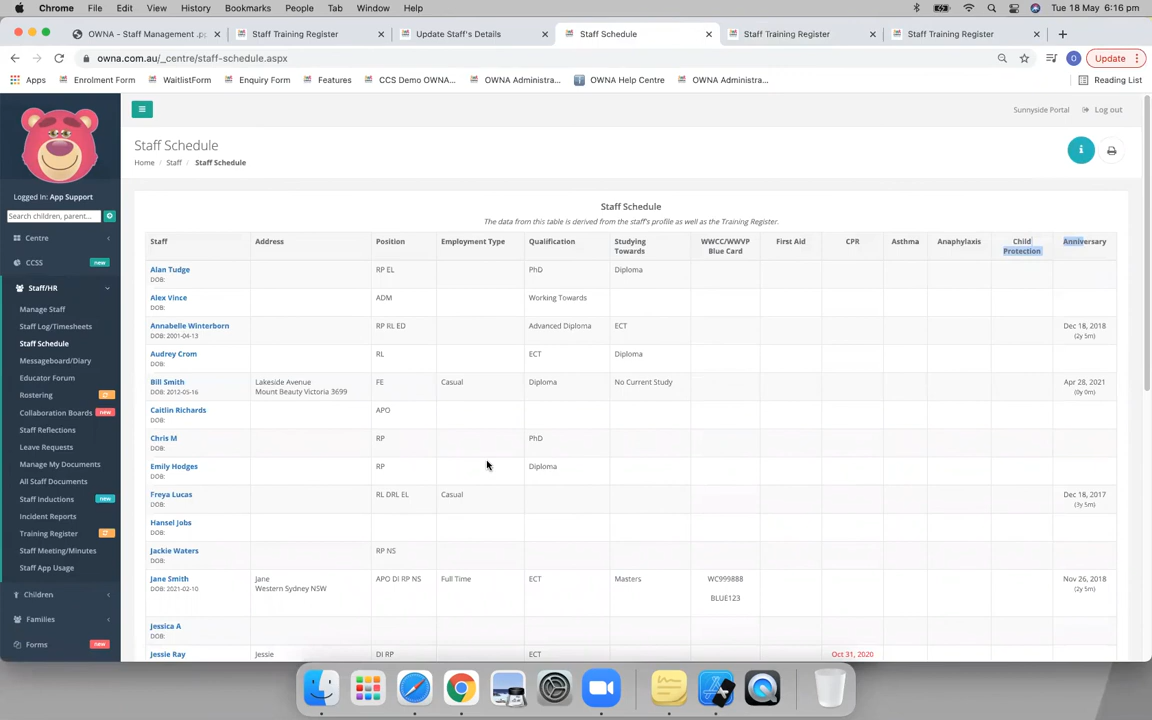 Chrome File Edit View History Bookmarks People Tab Window Help Tue 18 May 6:16 pm
OWNA - Staff Management .pp Staff Training Register Update Staff's Details Staff Schedule Staff Training Register Staff Training Register
owna.com.au/_centre/staff-schedule.aspx O Update
Apps Enrolment Form WaitlistForm Enquiry Form Features CCS Demo OWNA... OWNA Administra... OWNA Help Centre OWNA Administra... Reading List
Sunnyside Portal Log out
Staff Schedule
Home / Staff / Staff Schedule
Logged In: App Support
Search children, parent...
Centre
CCSS new
Staff/HR
Manage Staff
Staff Log/Timesheets
Staff Schedule
Messageboard/Diary
Educator Forum
Rostering
Collaboration Boards new
Staff Reflections
Leave Requests
Manage My Documents
All Staff Documents
Staff Inductions new
Incident Reports
Training Register
Staff Meeting/Minutes
Staff App Usage
Children
Families
Forms new
Staff Schedule
The data from this table is derived from the staff's profile as well as the Training Register.
Staff Address Position Employment Type Qualification Studying Towards WWCC/WWVP Blue Card First Aid CPR Asthma Anaphylaxis Child Protection Anniversary
Alan Tudge RP EL PhD Diploma
DOB:
Alex Vince ADM Working Towards
DOB:
Annabelle Winterborn RP RL ED Advanced Diploma ECT Dec 18, 2018
DOB: 2001-04-13 (2y 5m)
Audrey Crom RL ECT Diploma
DOB:
Bill Smith Lakeside Avenue FE Casual Diploma No Current Study Apr 28, 2021
DOB: 2012-05-16 Mount Beauty Victoria 3699 (0y 0m)
Caitlin Richards APO
DOB:
Chris M RP PhD
DOB:
Emily Hodges RP Diploma
DOB:
Freya Lucas RL DRL EL Casual Dec 18, 2017
DOB: (3y 5m)
Hansel Jobs
DOB:
Jackie Waters RP NS
DOB:
Jane Smith Jane APO DI RP NS Full Time ECT Masters WC999888 Nov 26, 2018
DOB: 2021-02-10 Western Sydney NSW BLUE123 (2y 5m)
Jessica A
DOB:
Jessie Ray Jessie DI RP ECT Oct 31, 2020